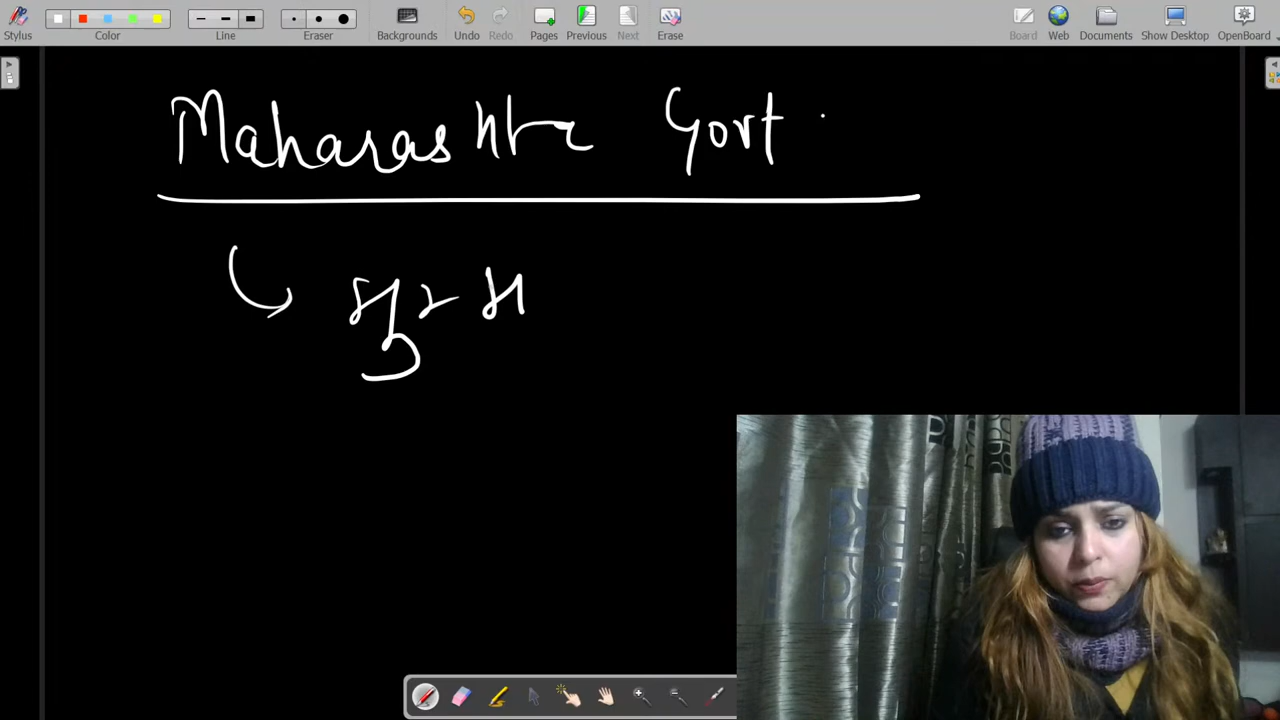 Stylus
Color
Line
Eraser
Backgrounds
Undo
Redo
Pages
Previous
Next
Erase
Board
Web
Documents
Show Desktop
OpenBoard
Maharashtra Govt.